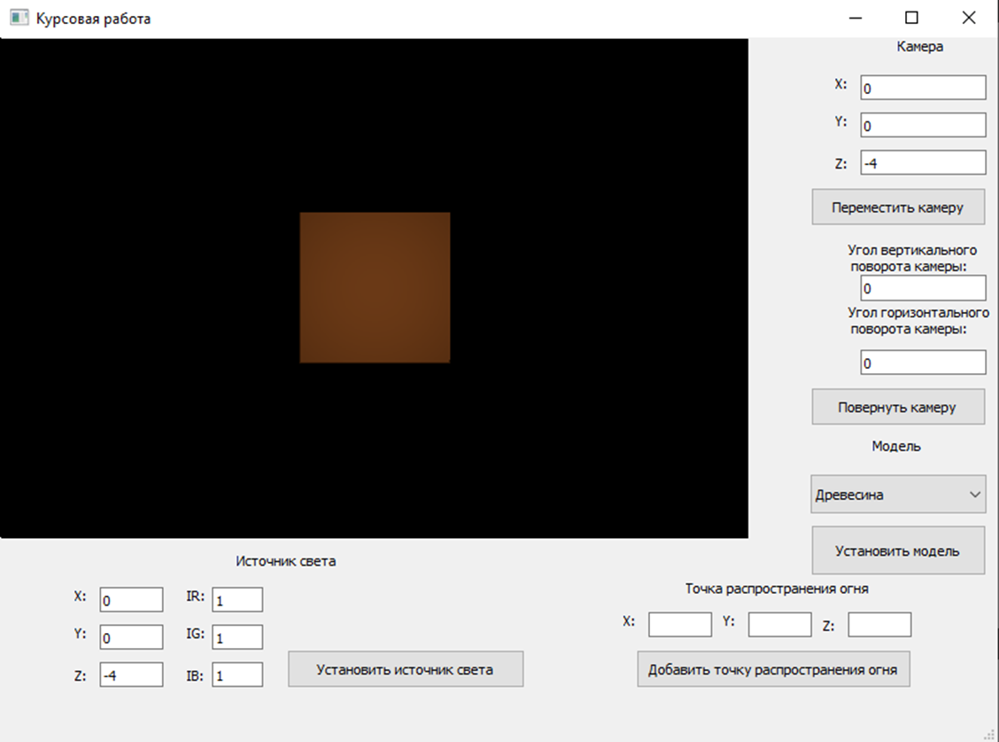 Курсовая работа
Камера
X: 0
Y: 0
Z: -4
Переместить камеру
Угол вертикального
поворота камеры:
0
Угол горизонтального
поворота камеры:
0
Повернуть камеру
Модель
Древесина
Установить модель
Источник света
X: 0 IR: 1
Y: 0 IG: 1
Z: -4 IB: 1
Установить источник света
Точка распространения огня
X: Y: Z:
Добавить точку распространения огня